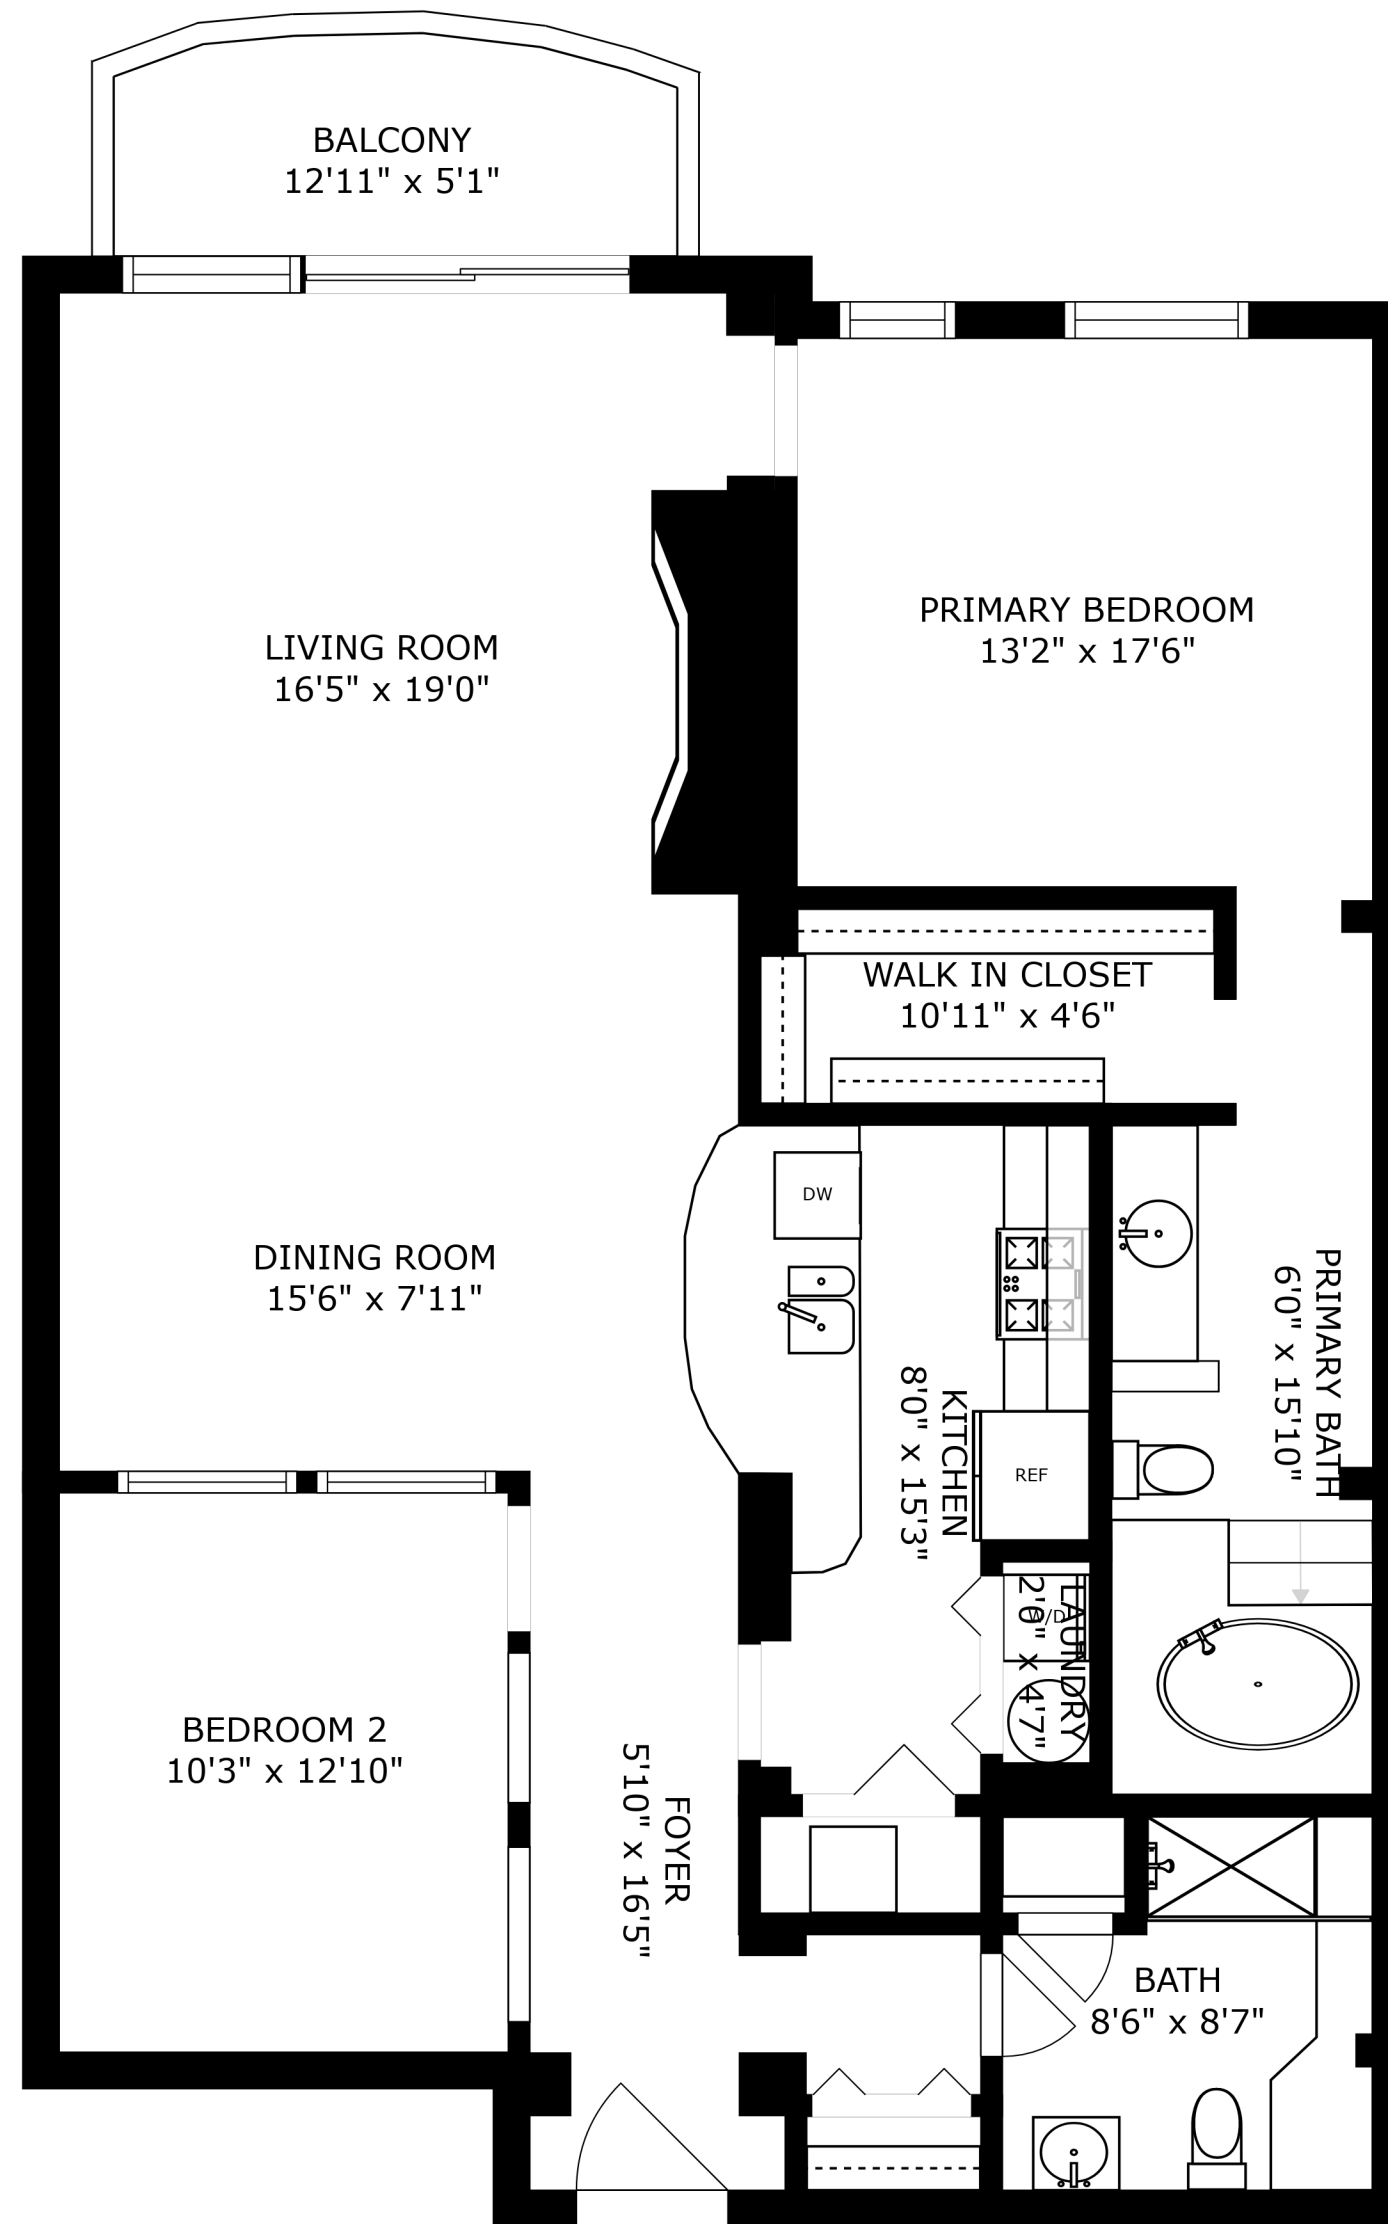 BALCONY
12'11" x 5'1"
LIVING ROOM
16'5" x 19'0"
PRIMARY BEDROOM
13'2" x 17'6"
WALK IN CLOSET
10'11" x 4'6"
DW
DINING ROOM
15'6" x 7'11"
KITCHEN
8'0" x 15'3"
REF
PRIMARY BATH
6'0" x 15'10"
LAUNDRY
2'6" x 4'7"
W/D
BEDROOM 2
10'3" x 12'10"
FOYER
5'10" x 16'5"
BATH
8'6" x 8'7"